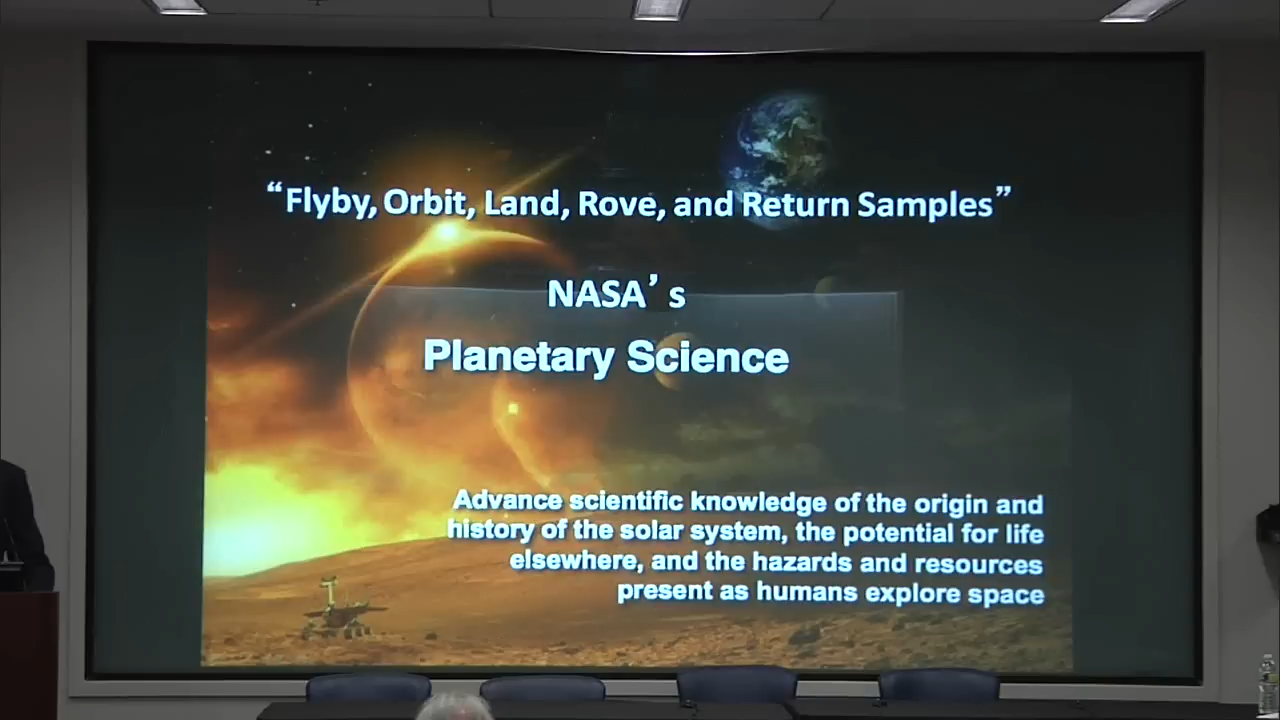 “Flyby, Orbit, Land, Rove, and Return Samples”
NASA’s
Planetary Science
Advance scientific knowledge of the origin and
history of the solar system, the potential for life
elsewhere, and the hazards and resources
present as humans explore space